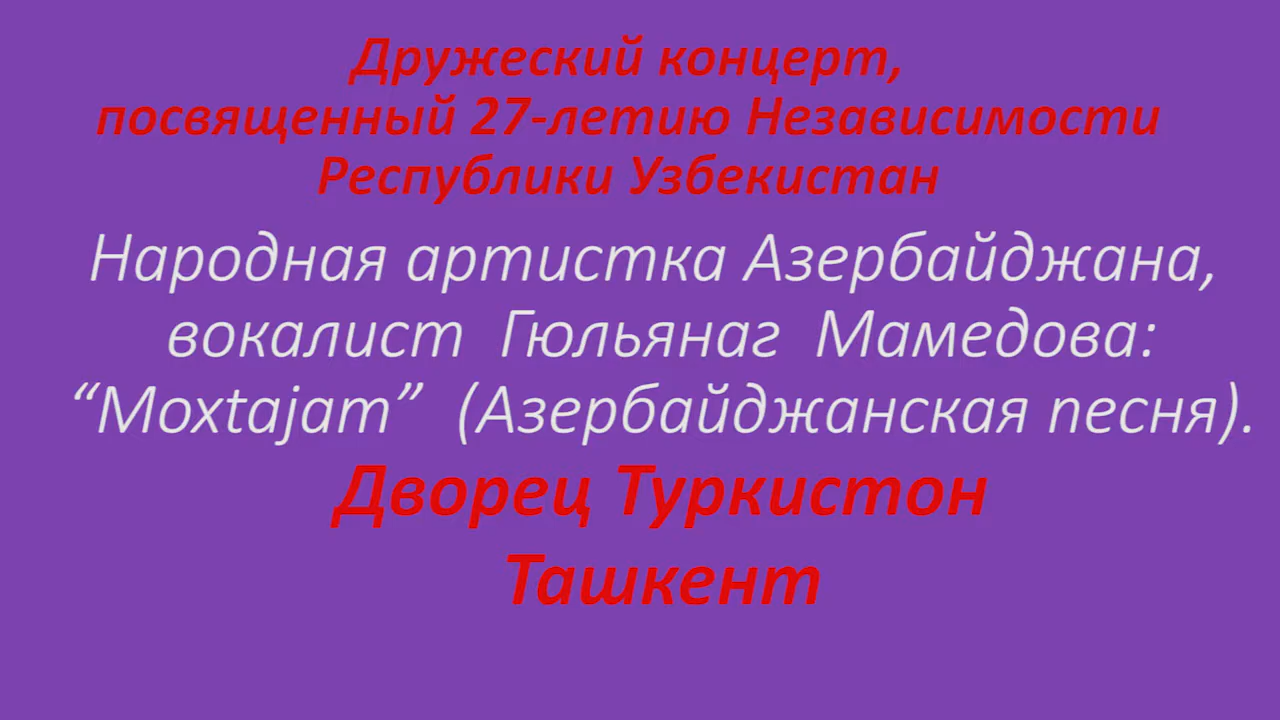 Дружеский концерт,
посвященный 27-летию Независимости
Республики Узбекистан
Народная артистка Азербайджана,
вокалист Гюльянаг Мамедова:
“Moxtajam” (Азербайджанская песня).
Дворец Туркистон
Ташкент